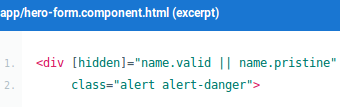 app/hero-form.component.html (excerpt)
1. <div [hidden]="name.valid || name.pristine"
2. class="alert alert-danger">